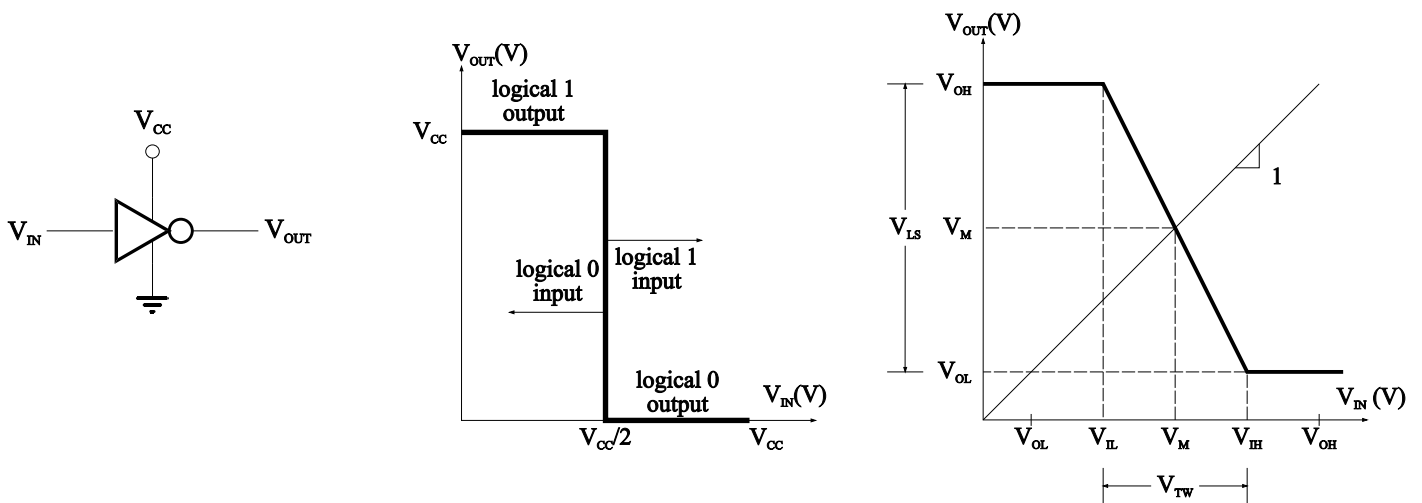 V_CC
V_IN
V_OUT
V_OUT(V)
logical 1
output
V_CC
logical 1
input
logical 0
input
logical 0
output
V_IN(V)
V_CC/2
V_CC
V_OUT(V)
V_OH
1
V_LS
V_M
V_OL
V_IN (V)
V_OL
V_IL
V_M
V_IH
V_OH
V_TW